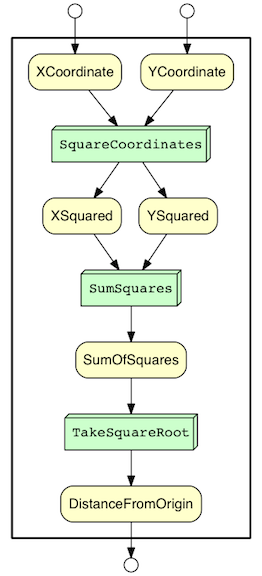 XCoordinate
YCoordinate
SquareCoordinates
XSquared
YSquared
SumSquares
SumOfSquares
TakeSquareRoot
DistanceFromOrigin